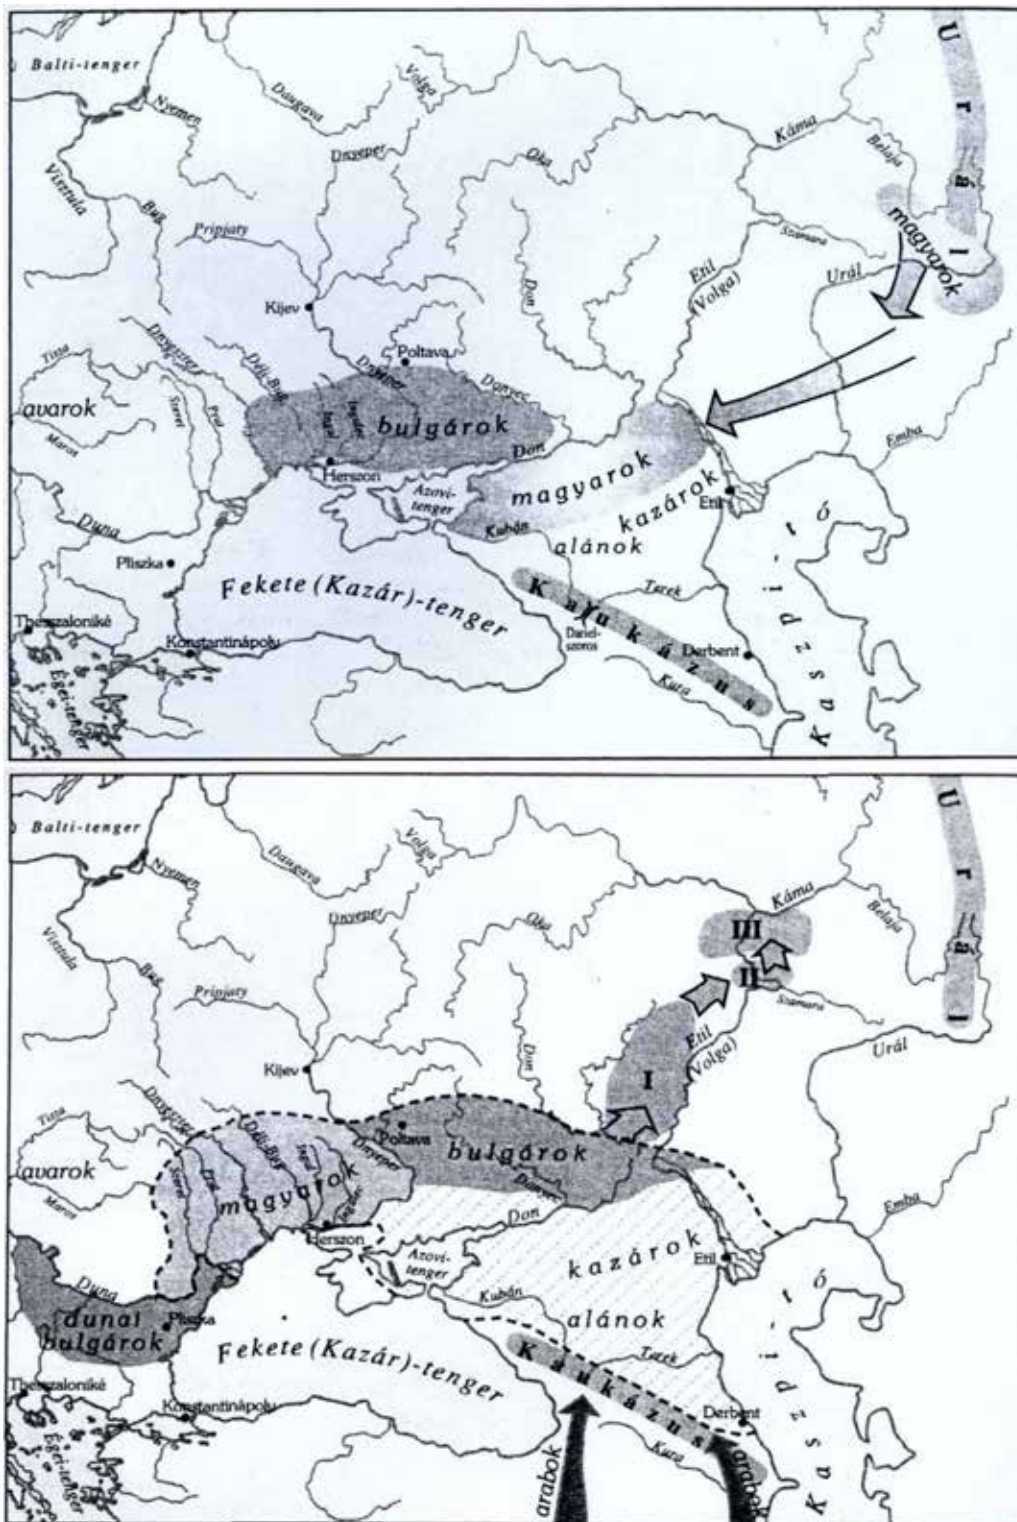 Balti-tenger
Nyemen
Daugava
Volga
Dnyeper
Oka
Káma
Belaja
Urál
Visztula
Bug
Pripjaty
Szamara
magyarok
Urál
Etil
(Volga)
Don
Kijev
Poltava
Tisza
Dnyeszter
Déli-Bug
Dnyeper
Donyec
avarok
Szeret
Prut
Ingul
Ingulec
bulgárok
Maros
Herszon
Don
Azovi-
tenger
magyarok
kazárok
Etil
Emba
Kubán
alánok
Duna
Pliszka
Fekete (Kazár)-tenger
Terek
Kaukázus
Dariel-
szoros
Derbent
Kura
Kaszpi-tó
Thesszaloniké
Konstantinápoly
Égei-tenger
Balti-tenger
Nyemen
Daugava
Volga
Dnyeper
Oka
Káma
Belaja
Urál
III
II
Szamara
Visztula
Bug
Pripjaty
Etil
(Volga)
Urál
I
Don
Kijev
Poltava
Tisza
Dnyeszter
Déli-Bug
Ingul
Dnyeper
bulgárok
avarok
Szeret
Prut
magyarok
Ingulec
Donyec
Maros
Herszon
Don
Azovi-
tenger
kazárok
Etil
Emba
Kubán
alánok
Duna
dunai
Pliszka
bulgárok
Fekete (Kazár)-tenger
Terek
Kaukázus
Derbent
Kura
Kaszpi-tó
Thesszaloniké
Konstantinápoly
Égei-tenger
arabok
arabok